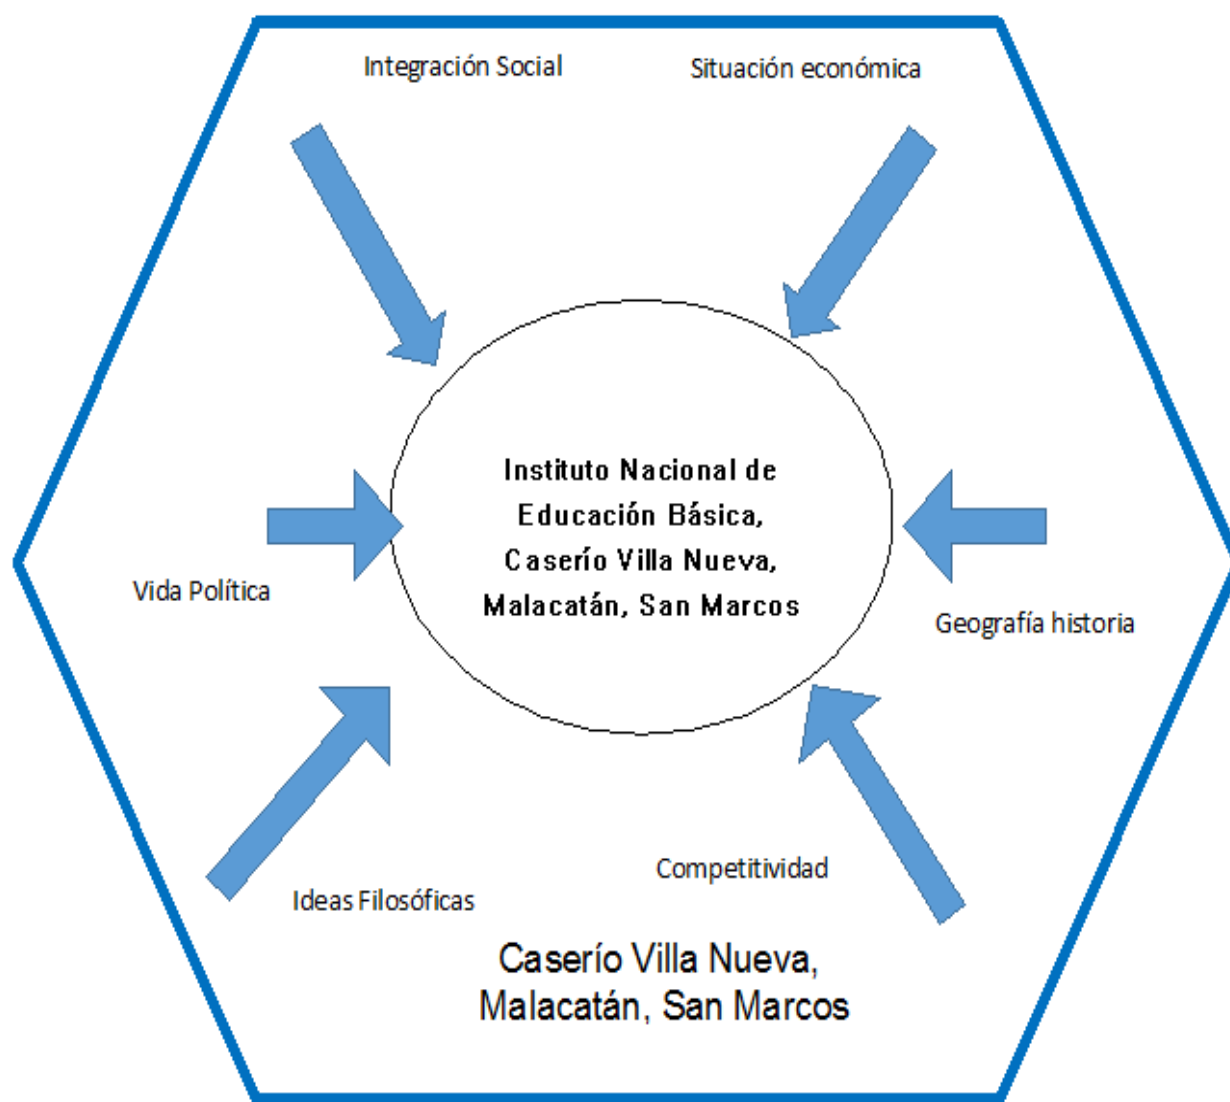 Integración Social
Situación económica
Instituto Nacional de
Educación Básica,
Caserío Villa Nueva,
Malacatán, San Marcos
Vida Política
Geografía historia
Competitividad
Ideas Filosóficas
Caserío Villa Nueva,
Malacatán, San Marcos